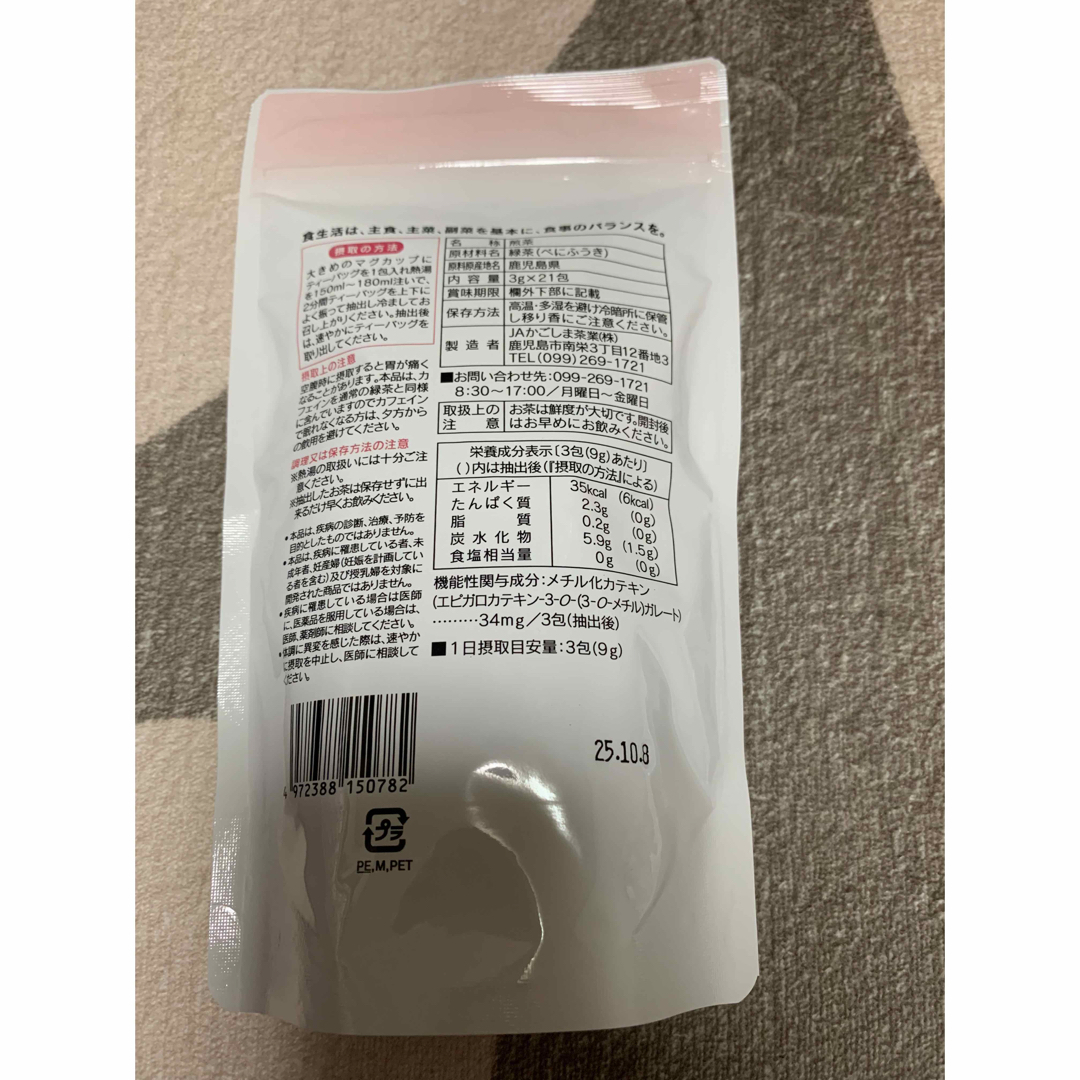 食生活は、主食、主菜、副菜を基本に、食事のバランスを。
摂取の方法
大きめのマグカップに
ティーバッグを1包入れ熱湯
を150ml～180ml注いで、
2分間ティーバッグを上下に
よく振って抽出し冷ましてお
召し上がりください。抽出後
は、速やかにティーバッグを
取り出してください。
摂取上の注意
空腹時に摂取すると胃が痛く
なることがあります。本品は、カ
フェインを通常の緑茶と同様
に含んでいますのでカフェイン
で眠れなくなる方は、夕方から
の飲用を避けてください。
調理又は保存方法の注意
※熱湯の取扱いには十分ご注
意ください。
※抽出したお茶は保存せずに出
来るだけ早くお飲みください。
•本品は、疾病の診断、治療、予防を
目的としたものではありません。
•本品は、疾病に罹患している者、未
成年者、妊産婦(妊娠を計画してい
る者を含む)及び授乳婦を対象に
開発された商品ではありません。
•疾病に罹患している場合は医師
に、医薬品を服用している場合は、
医師、薬剤師に相談してください。
•体調に異変を感じた際は、速やか
に摂取を中止し、医師に相談して
ください。
名称 煎茶
原材料名 緑茶(べにふうき)
原料原産地名 鹿児島県
内容量 3g×21包
賞味期限 欄外下部に記載
保存方法 高温・多湿を避け冷暗所に保管
し移り香にご注意ください。
製造者 JAかごしま茶業(株)
鹿児島市南栄3丁目12番地3
TEL(099)269-1721
■お問い合わせ先:099-269-1721
8:30～17:00／月曜日～金曜日
取扱上の注意 お茶は鮮度が大切です。開封後
はお早めにお飲みください。
栄養成分表示〔3包(9g)あたり〕
( )内は抽出後(『摂取の方法』による)
エネルギー 35kcal (6kcal)
たんぱく質 2.3g (0g)
脂質 0.2g (0g)
炭水化物 5.9g (1.5g)
食塩相当量 0g (0g)
機能性関与成分:メチル化カテキン
(エピガロカテキン-3-O-(3-O-メチル)ガレート)
………34mg／3包(抽出後)
■1日摂取目安量:3包(9g)
25.10.8
4 972388 150782
プラ
PE,M,PET